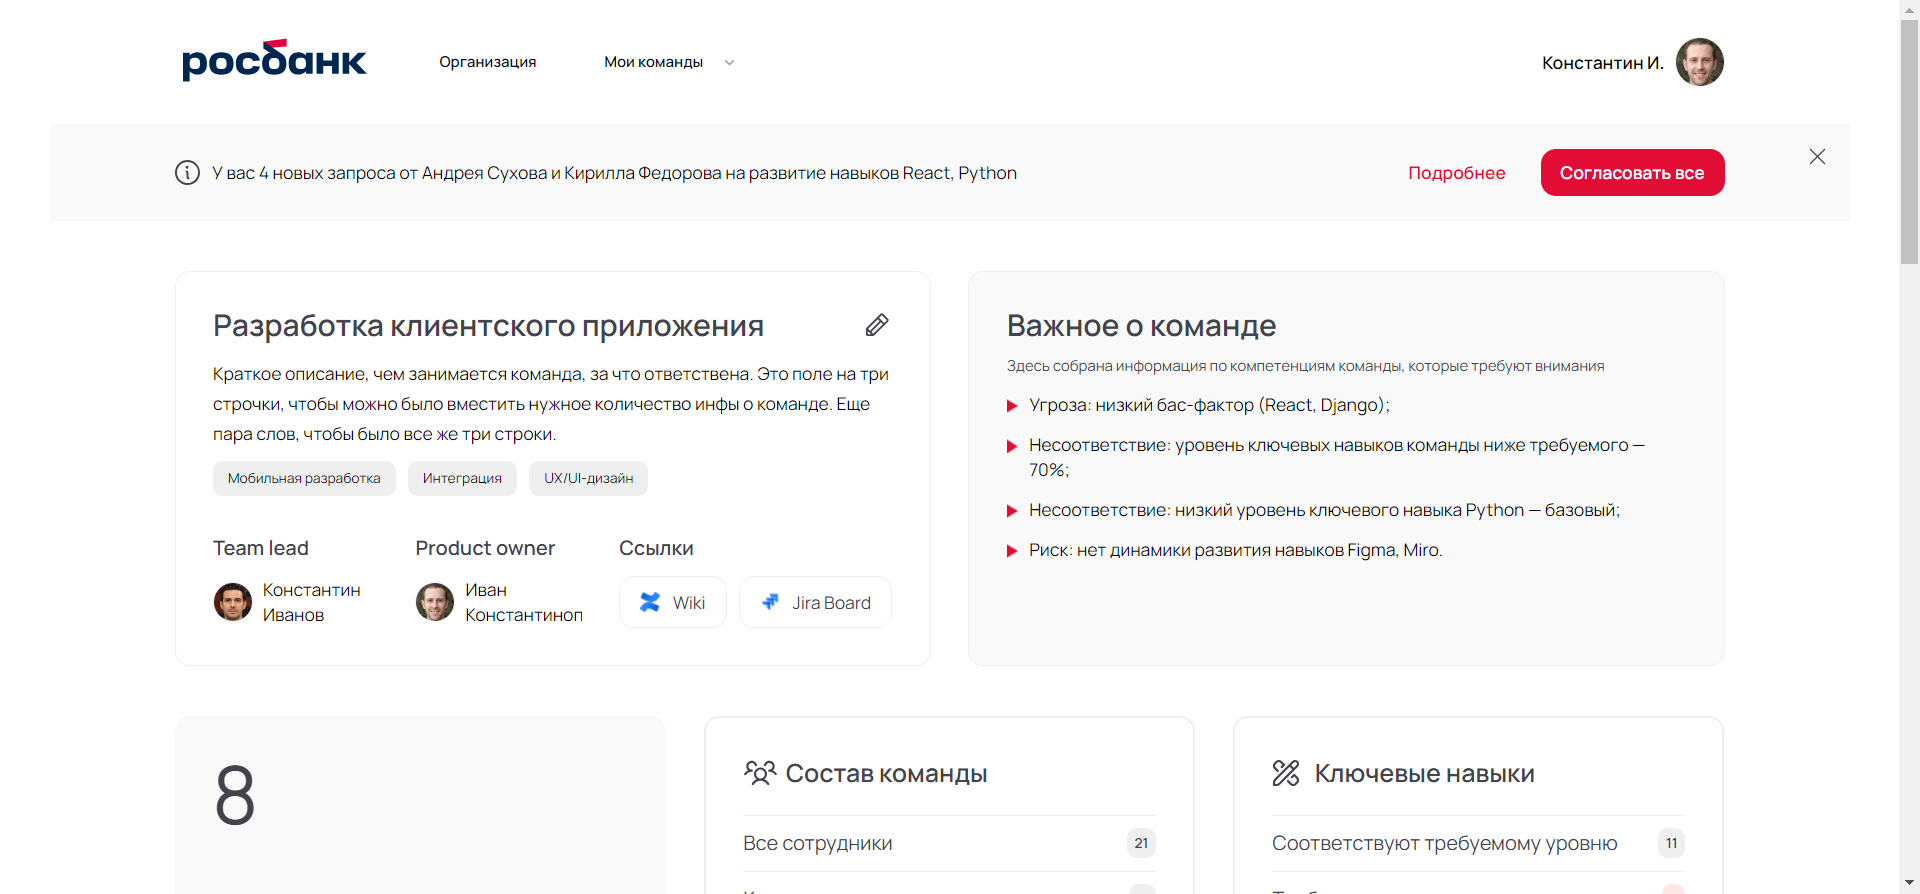 росбанк
Организация
Мои команды
Константин И.
У вас 4 новых запроса от Андрея Сухова и Кирилла Федорова на развитие навыков React, Python
Подробнее
Согласовать все
Разработка клиентского приложения
Краткое описание, чем занимается команда, за что ответствена. Это поле на три
строчки, чтобы можно было вместить нужное количество инфы о команде. Еще
пара слов, чтобы было все же три строки.
Мобильная разработка
Интеграция
UX/UI-дизайн
Team lead
Константин
Иванов
Product owner
Иван
Константиноп
Ссылки
Wiki
Jira Board
Важное о команде
Здесь собрана информация по компетенциям команды, которые требуют внимания
Угроза: низкий бас-фактор (React, Django);
Несоответствие: уровень ключевых навыков команды ниже требуемого —
70%;
Несоответствие: низкий уровень ключевого навыка Python — базовый;
Риск: нет динамики развития навыков Figma, Miro.
8
Состав команды
Все сотрудники
21
Ключевые навыки
Соответствуют требуемому уровню
11